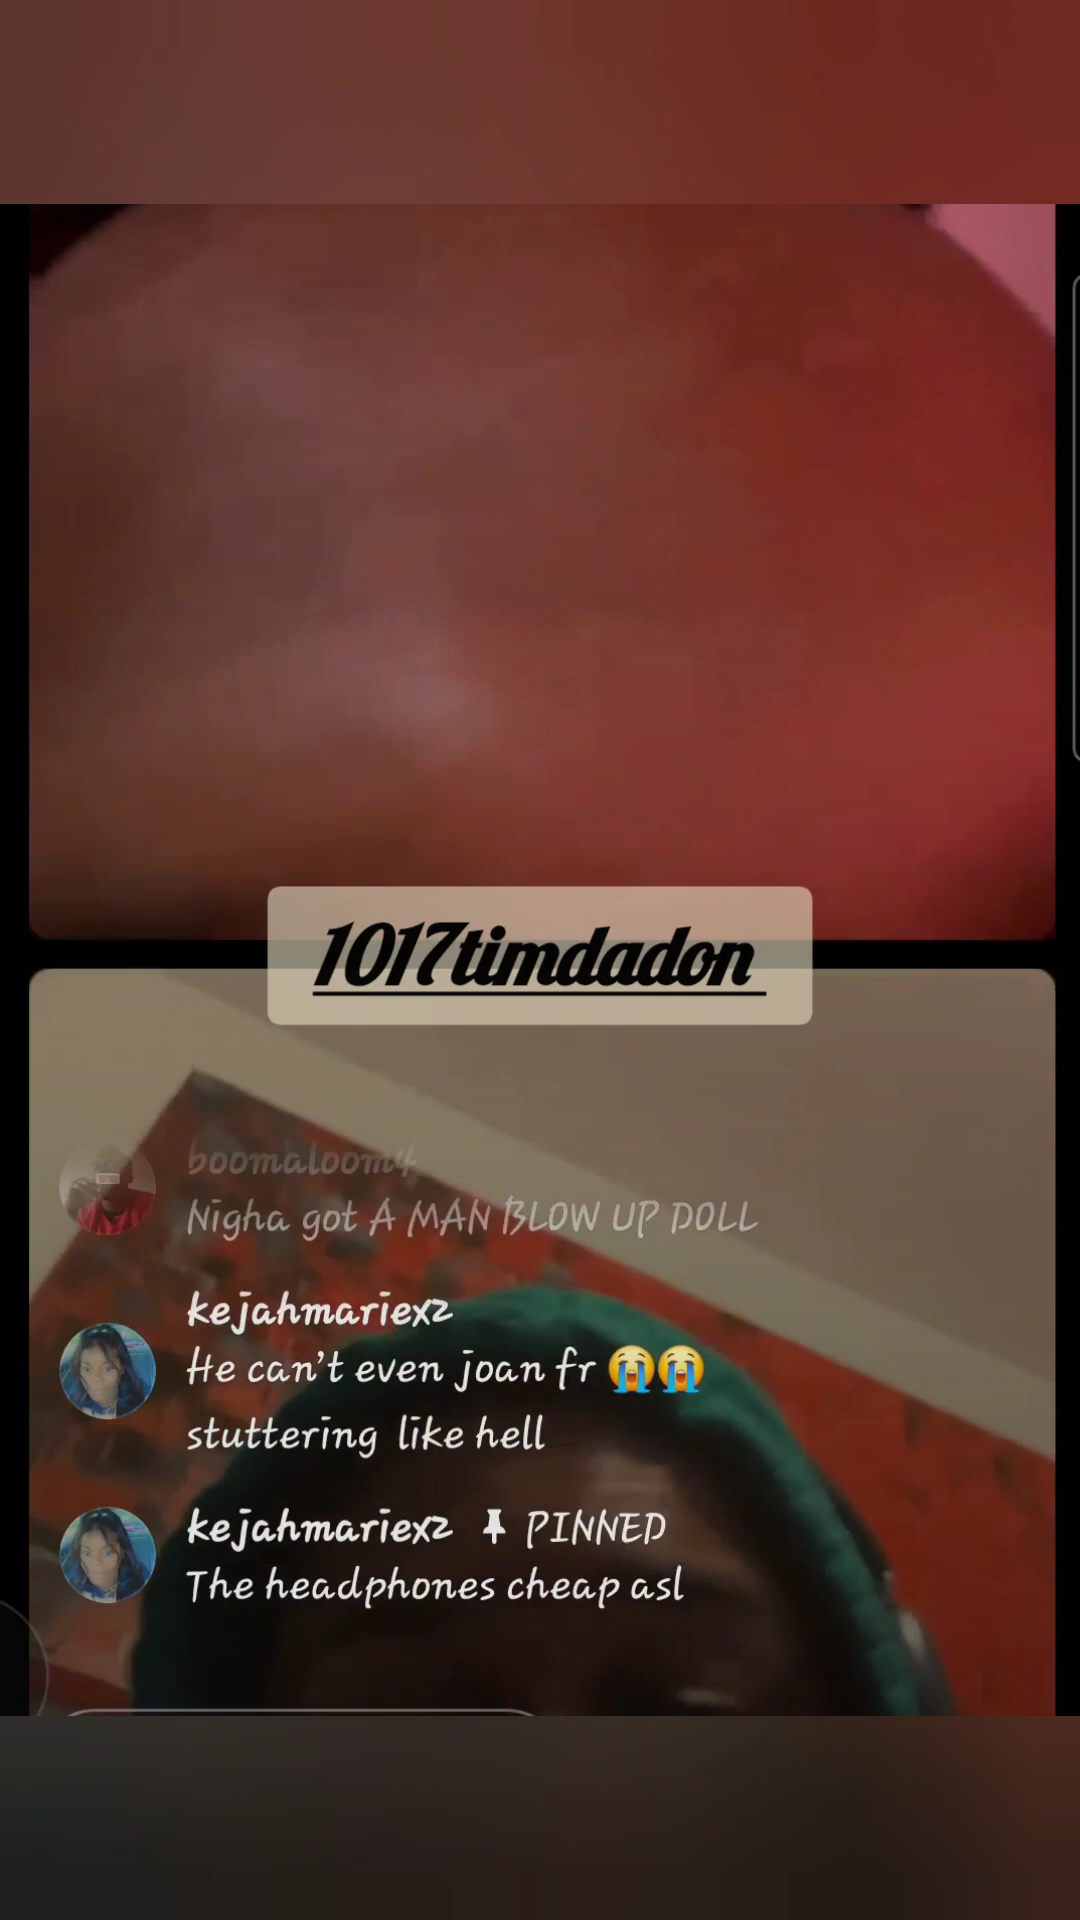 1017timdadon
boomaloom4
Nigha got A MAN BLOW UP DOLL
kejahmariexz
He can't even joan fr 😭😭
stuttering like hell
kejahmariexz 📌 PINNED
The headphones cheap asl